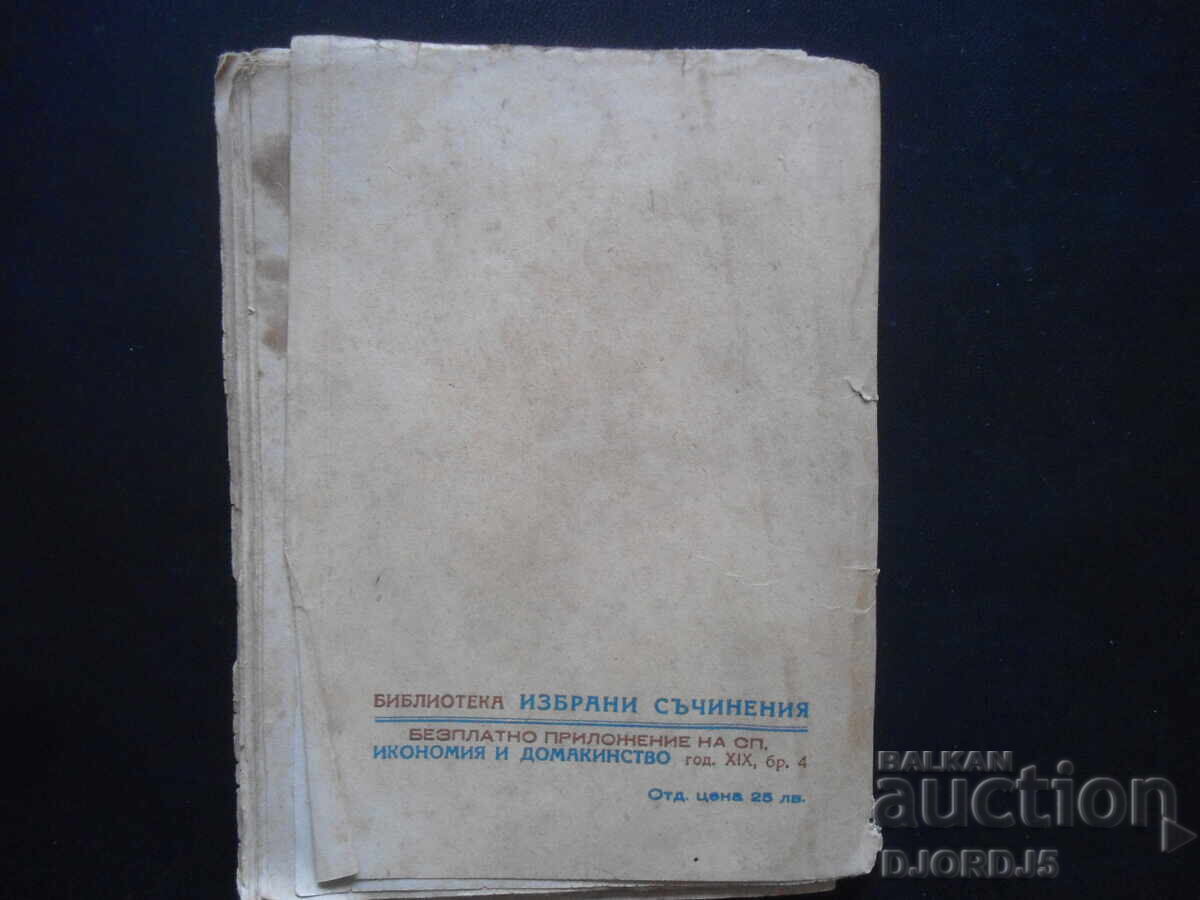 БИБЛИОТЕКА ИЗБРАНИ СЪЧИНЕНИЯ
БЕЗПЛАТНО ПРИЛОЖЕНИЕ НА СП.
ИКОНОМИЯ И ДОМАКИНСТВО год. XIX, бр. 4
Отд. цена 25 лв.
BALKAN
auction
DJORDJ5